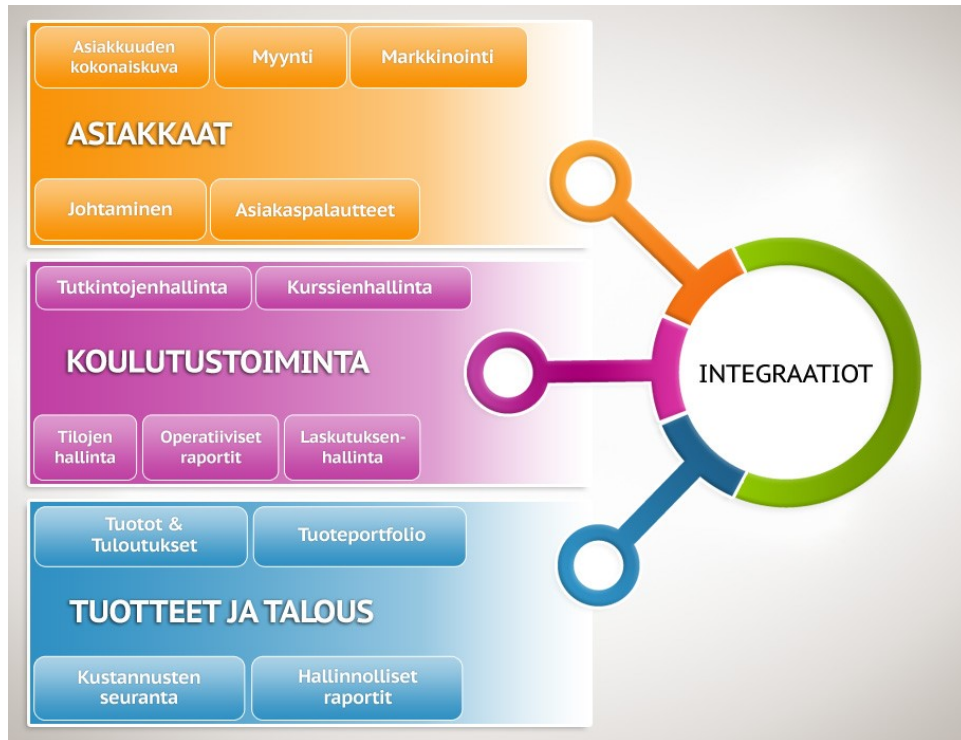 Asiakkuuden
kokonaiskuva
Myynti
Markkinointi
ASIAKKAAT
Johtaminen
Asiakaspalautteet
Tutkintojenhallinta
Kurssienhallinta
KOULUTUSTOIMINTA
Tilojen
hallinta
Operatiiviset
raportit
Laskutuksen-
hallinta
Tuotot &
Tuloutukset
Tuoteportfolio
TUOTTEET JA TALOUS
Kustannusten
seuranta
Hallinnolliset
raportit
INTEGRAATIOT